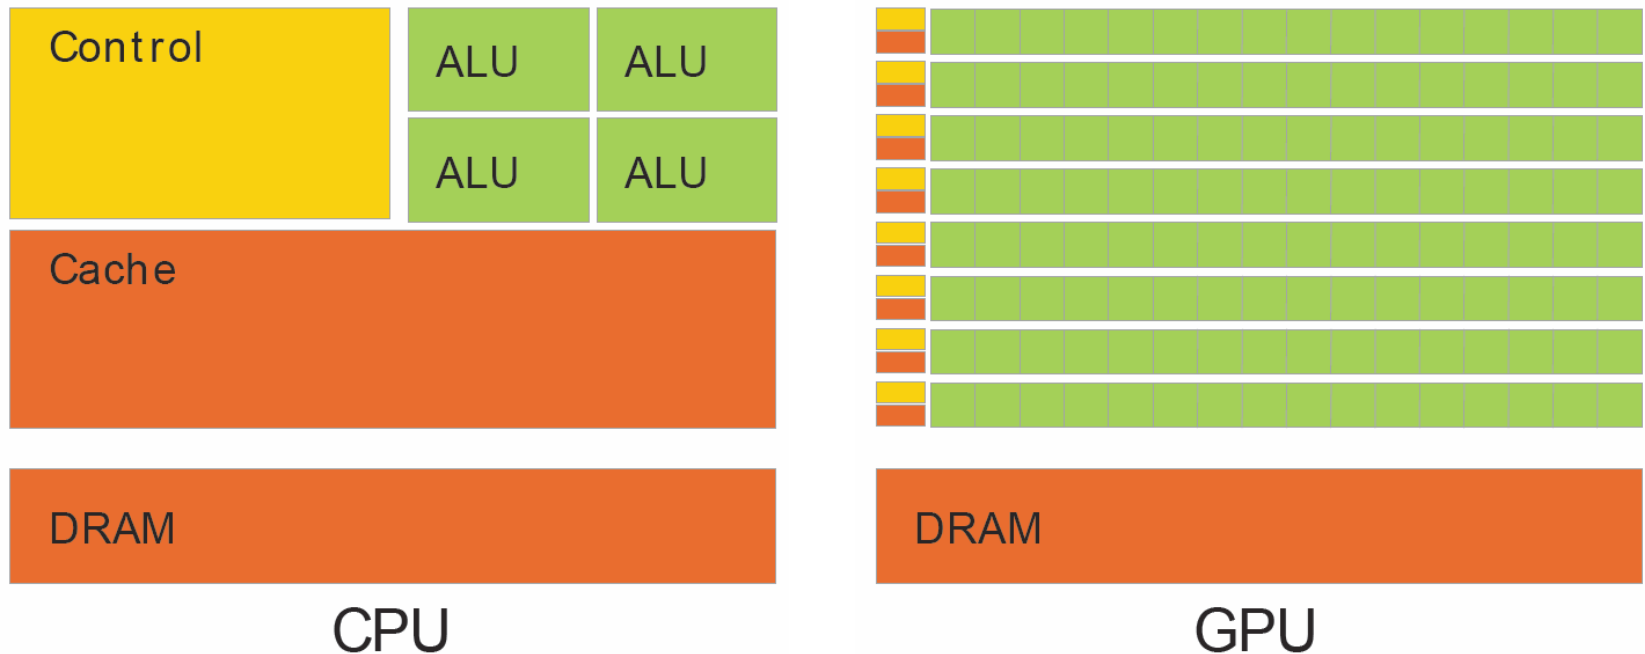 Control
ALU ALU
ALU ALU
Cache
DRAM
CPU
DRAM
GPU